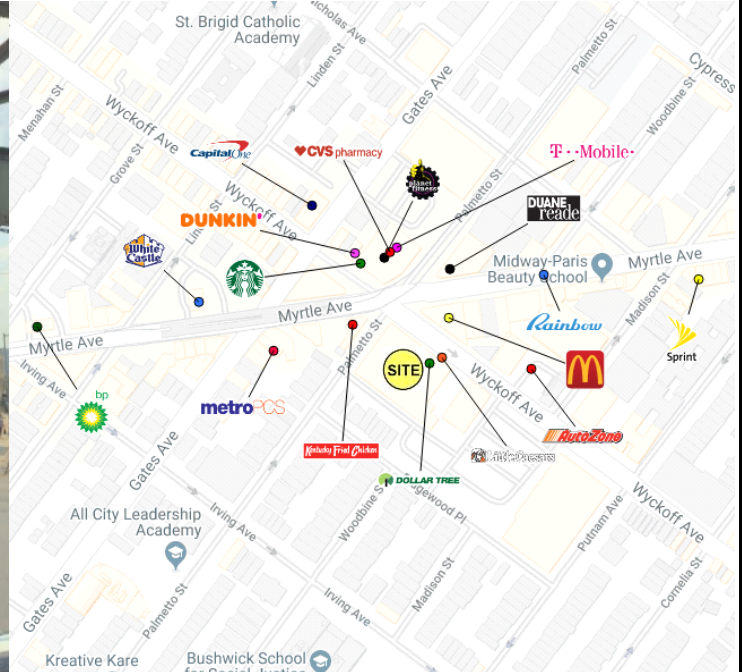 St. Brigid Catholic
Academy
Nicholas Ave
Linden St
Palmetto St
Cypress
Menahan St
Wyckoff Ave
Gates Ave
Woodbine St
Grove St
Capital One
CVS pharmacy
planet fitness
T-Mobile
Wyckoff Ave
Palmetto St
DUANE
reade
DUNKIN'
White
Castle
Midway-Paris
Beauty School
Myrtle Ave
Madison St
Myrtle Ave
Rainbow
Sprint
Myrtle Ave
Palmetto St
SITE
Irving Ave
bp
metroPCS
Wyckoff Ave
AutoZone
Kentucky Fried Chicken
Little Caesars
DOLLAR TREE
Gates Ave
Woodbine St
Edgewood Pl
Wyckoff Ave
All City Leadership
Academy
Irving Ave
Putnam Ave
Madison St
Cornelia St
Gates Ave
Palmetto St
Irving Ave
Kreative Kare
Bushwick School
for Social Justice